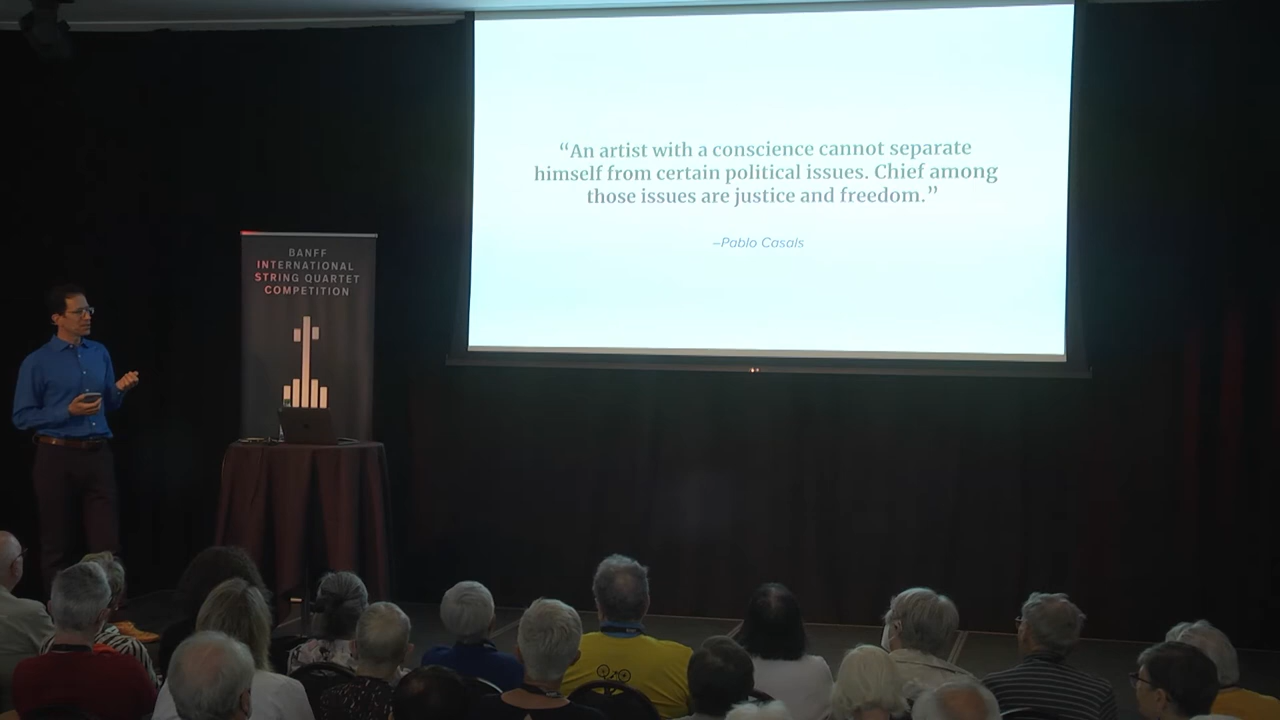 “An artist with a conscience cannot separate
himself from certain political issues. Chief among
those issues are justice and freedom.”
–Pablo Casals
BANFF
INTERNATIONAL
STRING QUARTET
COMPETITION